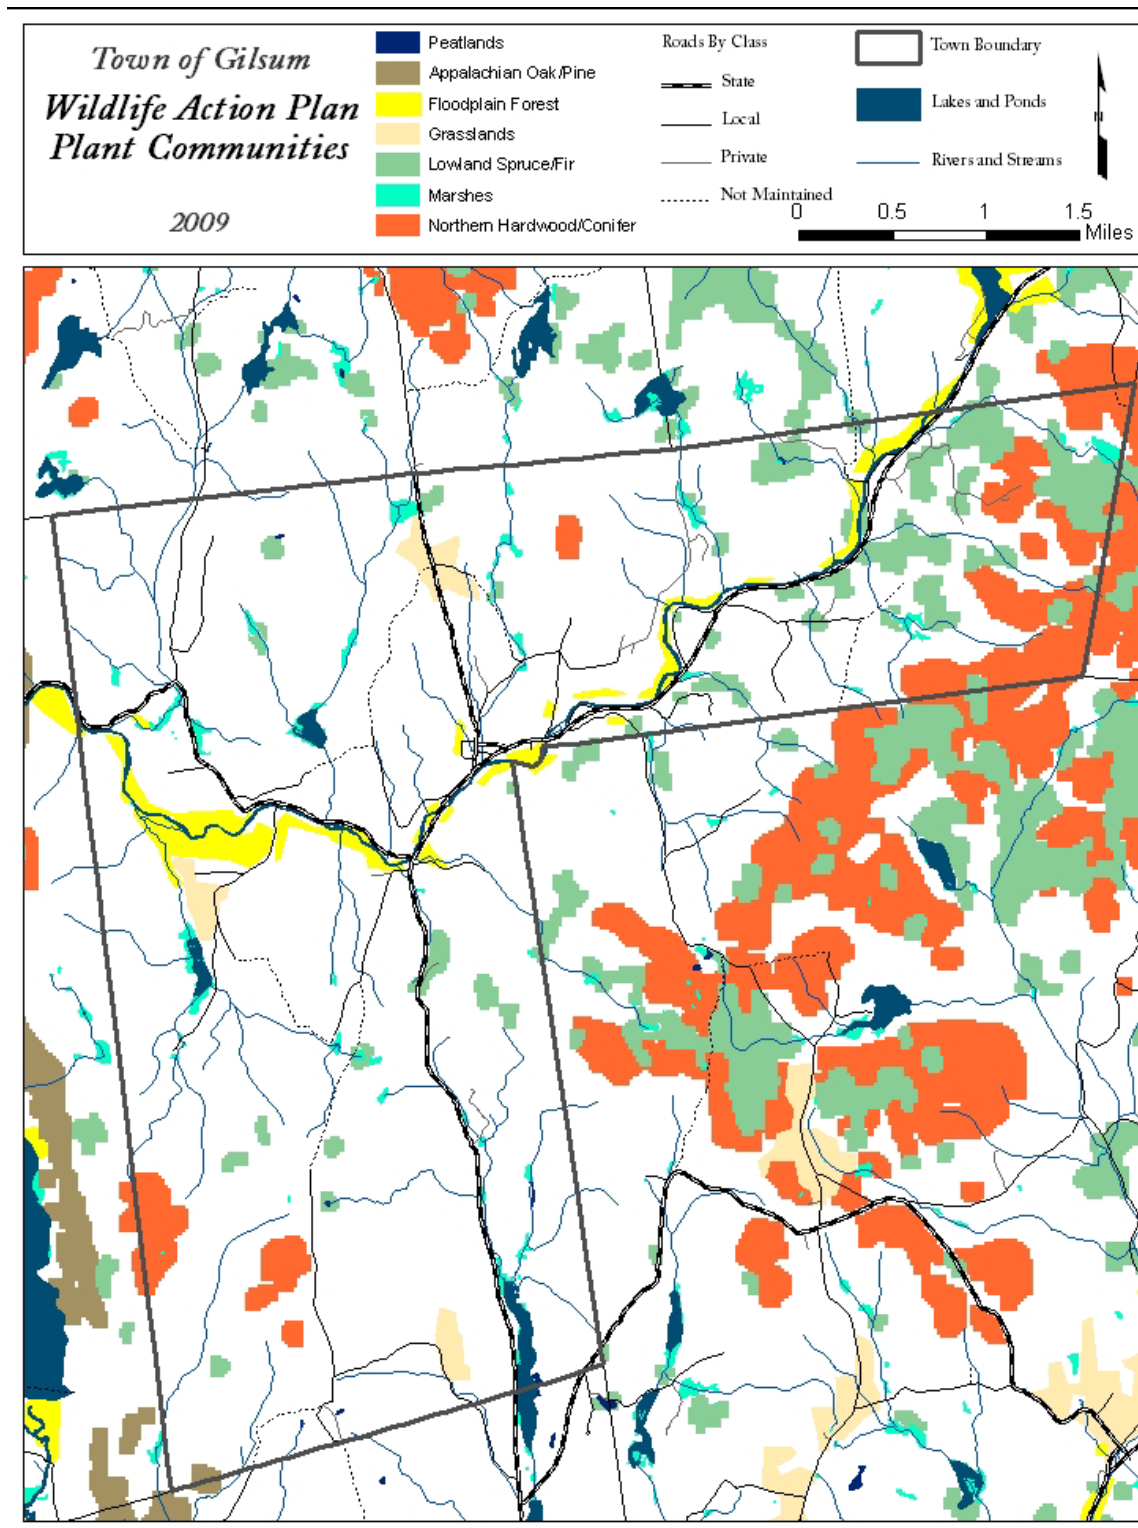 Town of Gilsum
Wildlife Action Plan
Plant Communities
2009
Peatlands
Appalachian Oak/Pine
Floodplain Forest
Grasslands
Lowland Spruce/Fir
Marshes
Northern Hardwood/Conifer
Roads By Class
State
Local
Private
Not Maintained
Town Boundary
Lakes and Ponds
Rivers and Streams
N
0 0.5 1 1.5
Miles